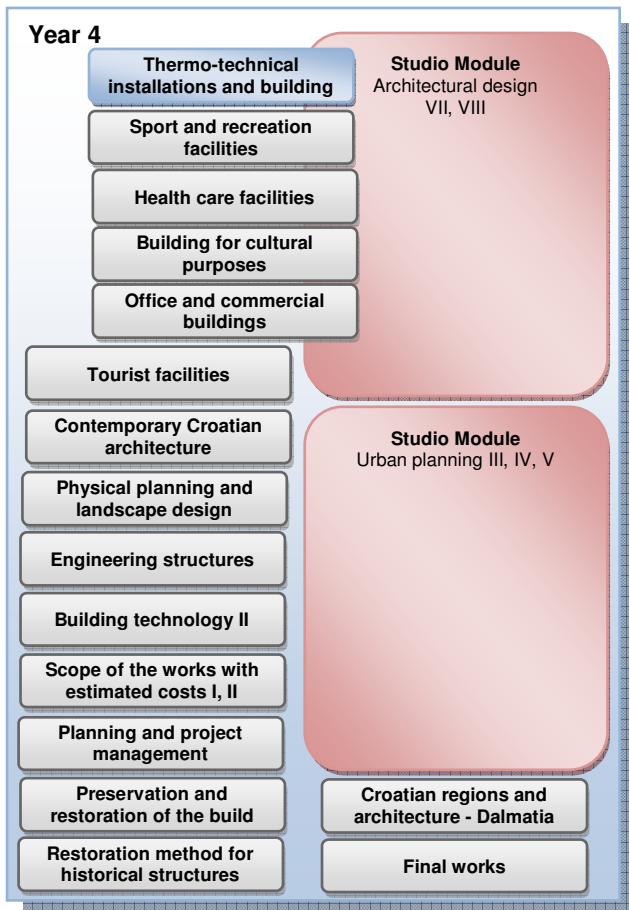 Year 4
Thermo-technical
installations and building
Sport and recreation
facilities
Health care facilities
Building for cultural
purposes
Office and commercial
buildings
Tourist facilities
Contemporary Croatian
architecture
Physical planning and
landscape design
Engineering structures
Building technology II
Scope of the works with
estimated costs I, II
Planning and project
management
Preservation and
restoration of the build
Restoration method for
historical structures
Studio Module
Architectural design
VII, VIII
Studio Module
Urban planning III, IV, V
Croatian regions and
architecture - Dalmatia
Final works